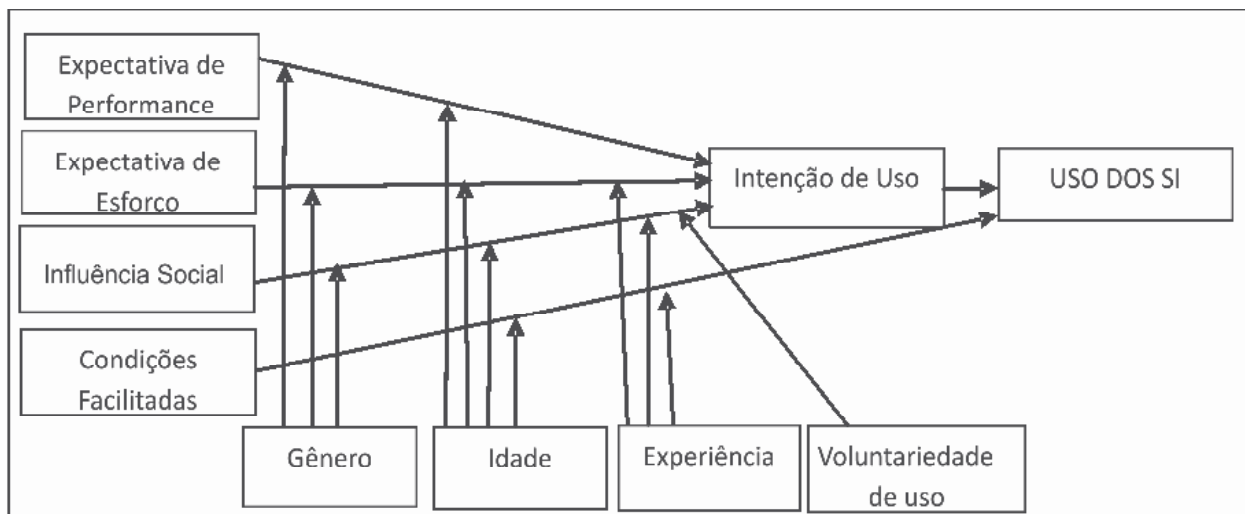 Expectativa de
Performance
Expectativa de
Esforço
Influência Social
Condições
Facilitadas
Intenção de Uso
USO DOS SI
Gênero
Idade
Experiência
Voluntariedade
de uso